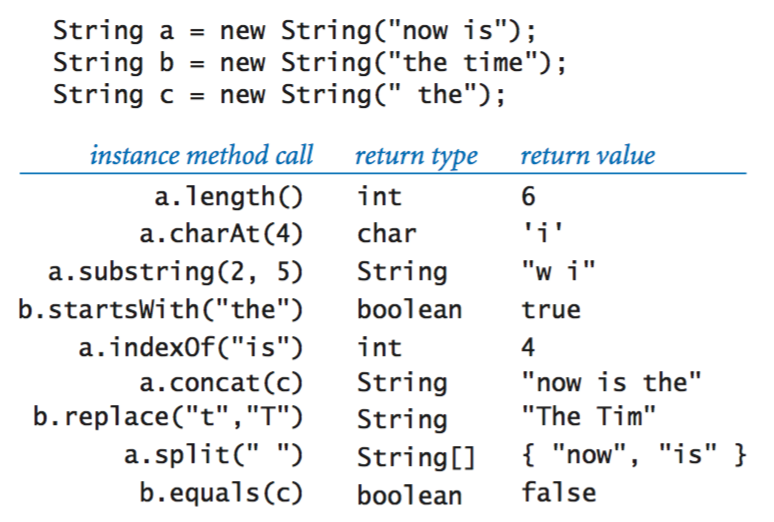 String a = new String("now is");
String b = new String("the time");
String c = new String(" the");
instance method call return type return value
a.length() int 6
a.charAt(4) char 'i'
a.substring(2, 5) String "w i"
b.startsWith("the") boolean true
a.indexOf("is") int 4
a.concat(c) String "now is the"
b.replace("t","T") String "The Tim"
a.split(" ") String[] { "now", "is" }
b.equals(c) boolean false